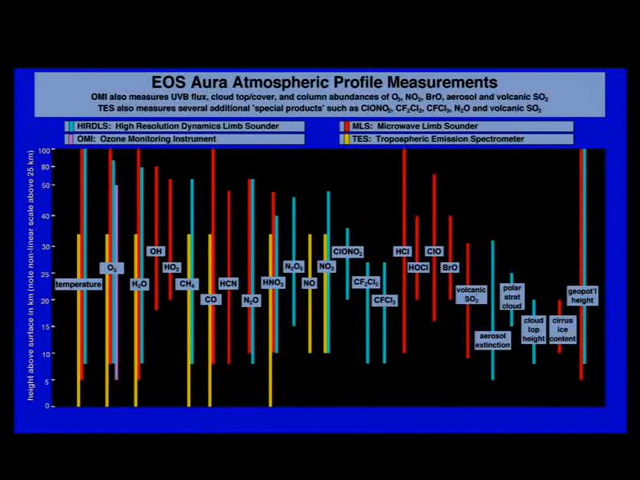 EOS Aura Atmospheric Profile Measurements
OMI also measures UVB flux, cloud top/cover, and column abundances of O₃, NO₂, BrO, aerosol and volcanic SO₂
TES also measures several additional 'special products' such as ClONO₂, CF₂Cl₂, CFCl₃, N₂O and volcanic SO₂
HIRDLS: High Resolution Dynamics Limb Sounder
MLS: Microwave Limb Sounder
OMI: Ozone Monitoring Instrument
TES: Tropospheric Emission Spectrometer
height above surface in km (note non-linear scale above 25 km)
100
80
50
40
30
25
20
15
10
5
0
temperature
O₃
H₂O
OH
HO₂
CH₄
CO
HCN
N₂O
HNO₃
N₂O₅
NO
NO₂
ClONO₂
CF₂Cl₂
CFCl₃
HCl
HOCl
ClO
BrO
volcanic
SO₂
aerosol
extinction
polar
strat
cloud
cloud
top
height
cirrus
ice
content
geopot'l
height